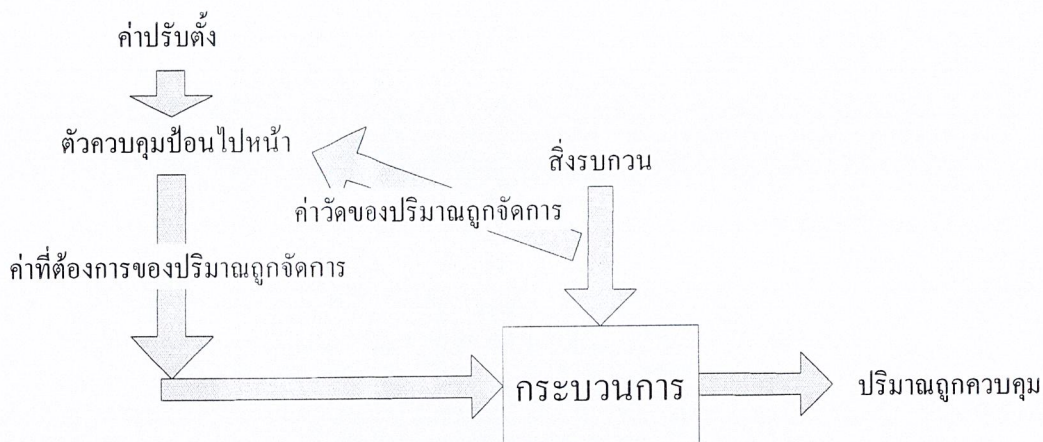 ค่าปรับตั้ง
ตัวควบคุมป้อนไปหน้า
สิ่งรบกวน
ค่าวัดของปริมาณถูกจัดการ
ค่าที่ต้องการของปริมาณถูกจัดการ
กระบวนการ
ปริมาณถูกควบคุม